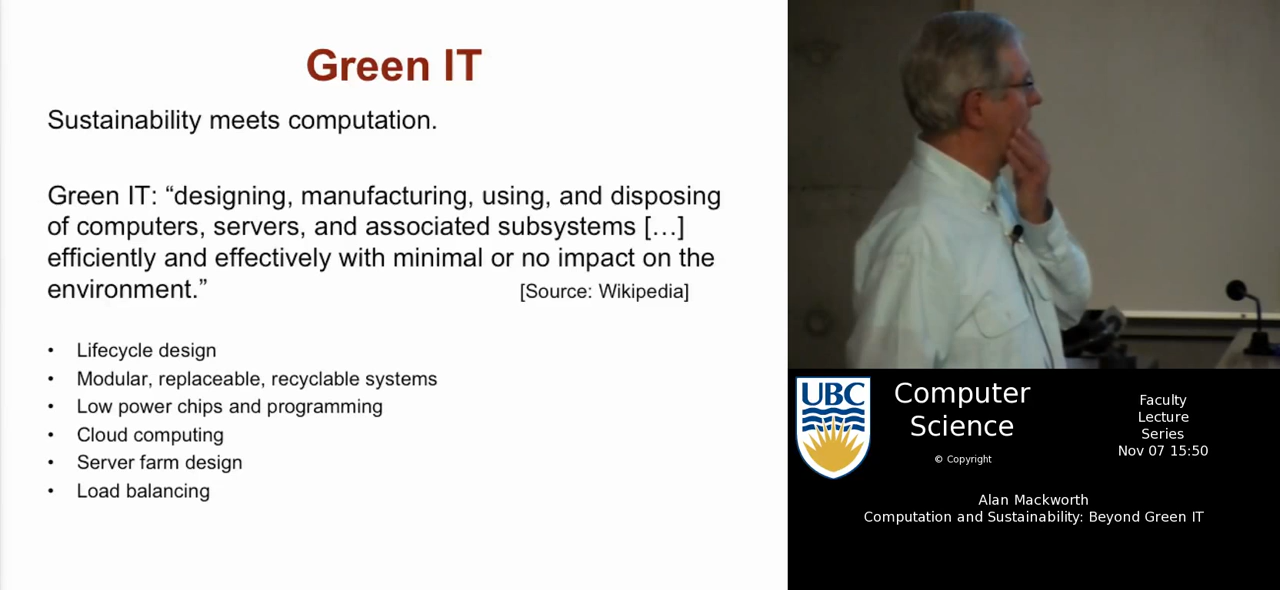 Green IT
Sustainability meets computation.
Green IT: “designing, manufacturing, using, and disposing
of computers, servers, and associated subsystems […]
efficiently and effectively with minimal or no impact on the
environment.”
[Source: Wikipedia]
• Lifecycle design
• Modular, replaceable, recyclable systems
• Low power chips and programming
• Cloud computing
• Server farm design
• Load balancing
UBC
Computer
Science
© Copyright
Faculty
Lecture
Series
Nov 07 15:50
Alan Mackworth
Computation and Sustainability: Beyond Green IT